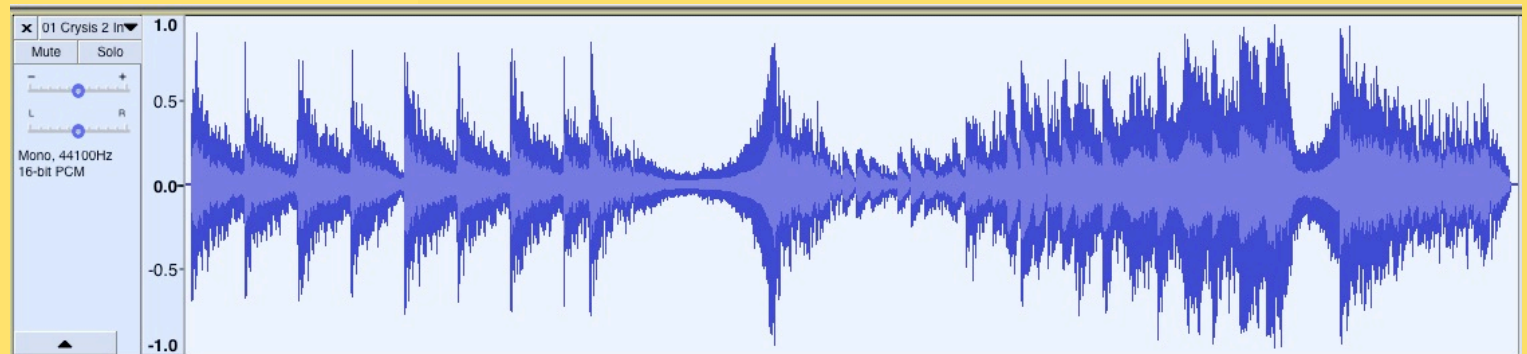 x 01 Crysis 2 In
Mute Solo
- +
L R
Mono, 44100Hz
16-bit PCM
1.0
0.5
0.0
-0.5
-1.0